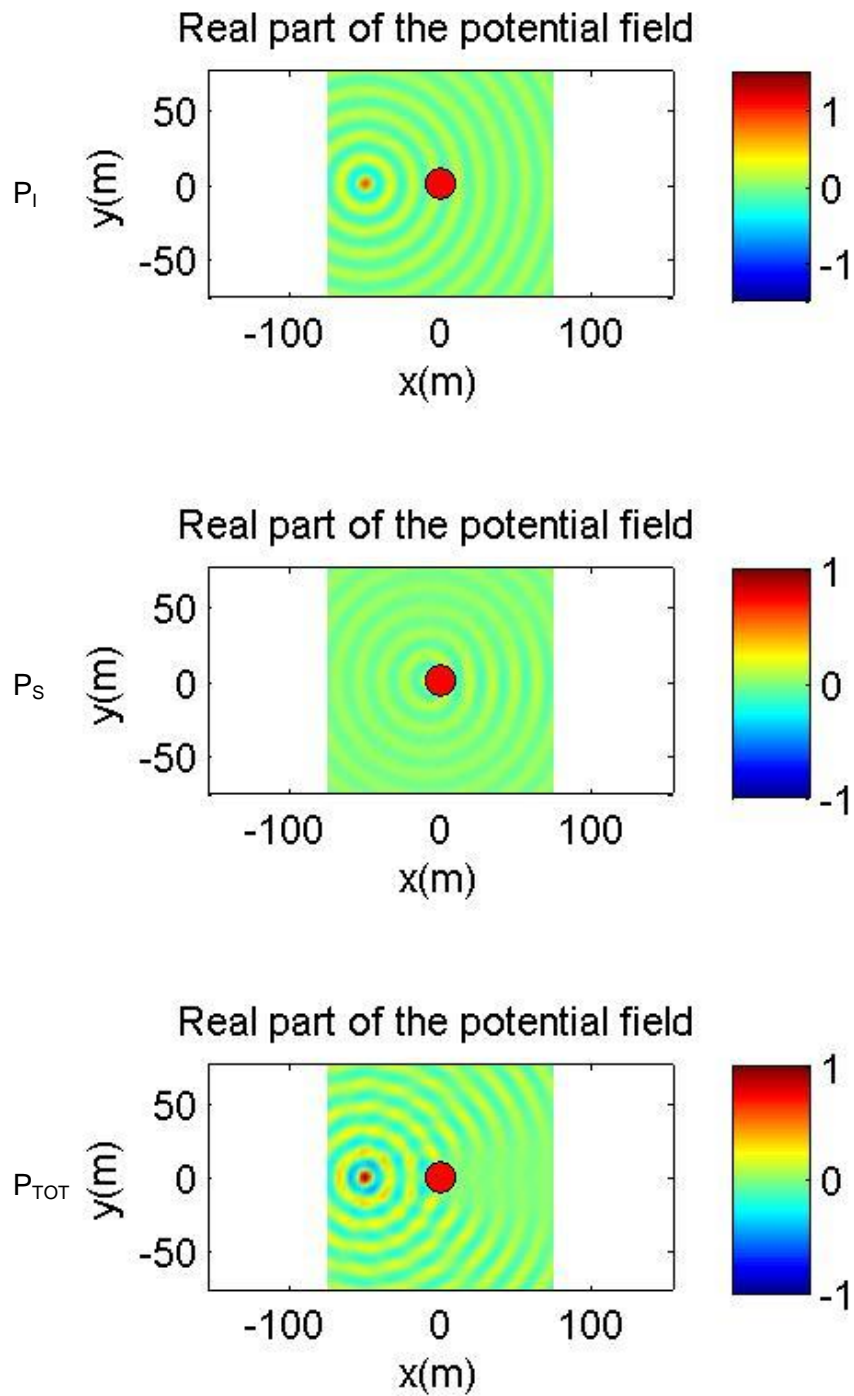 Real part of the potential field
50
0
-50
-100 0 100
x(m)
y(m)
P_I
1
0
-1
Real part of the potential field
50
0
-50
-100 0 100
x(m)
y(m)
P_S
1
0
-1
Real part of the potential field
50
0
-50
-100 0 100
x(m)
y(m)
P_TOT
1
0
-1